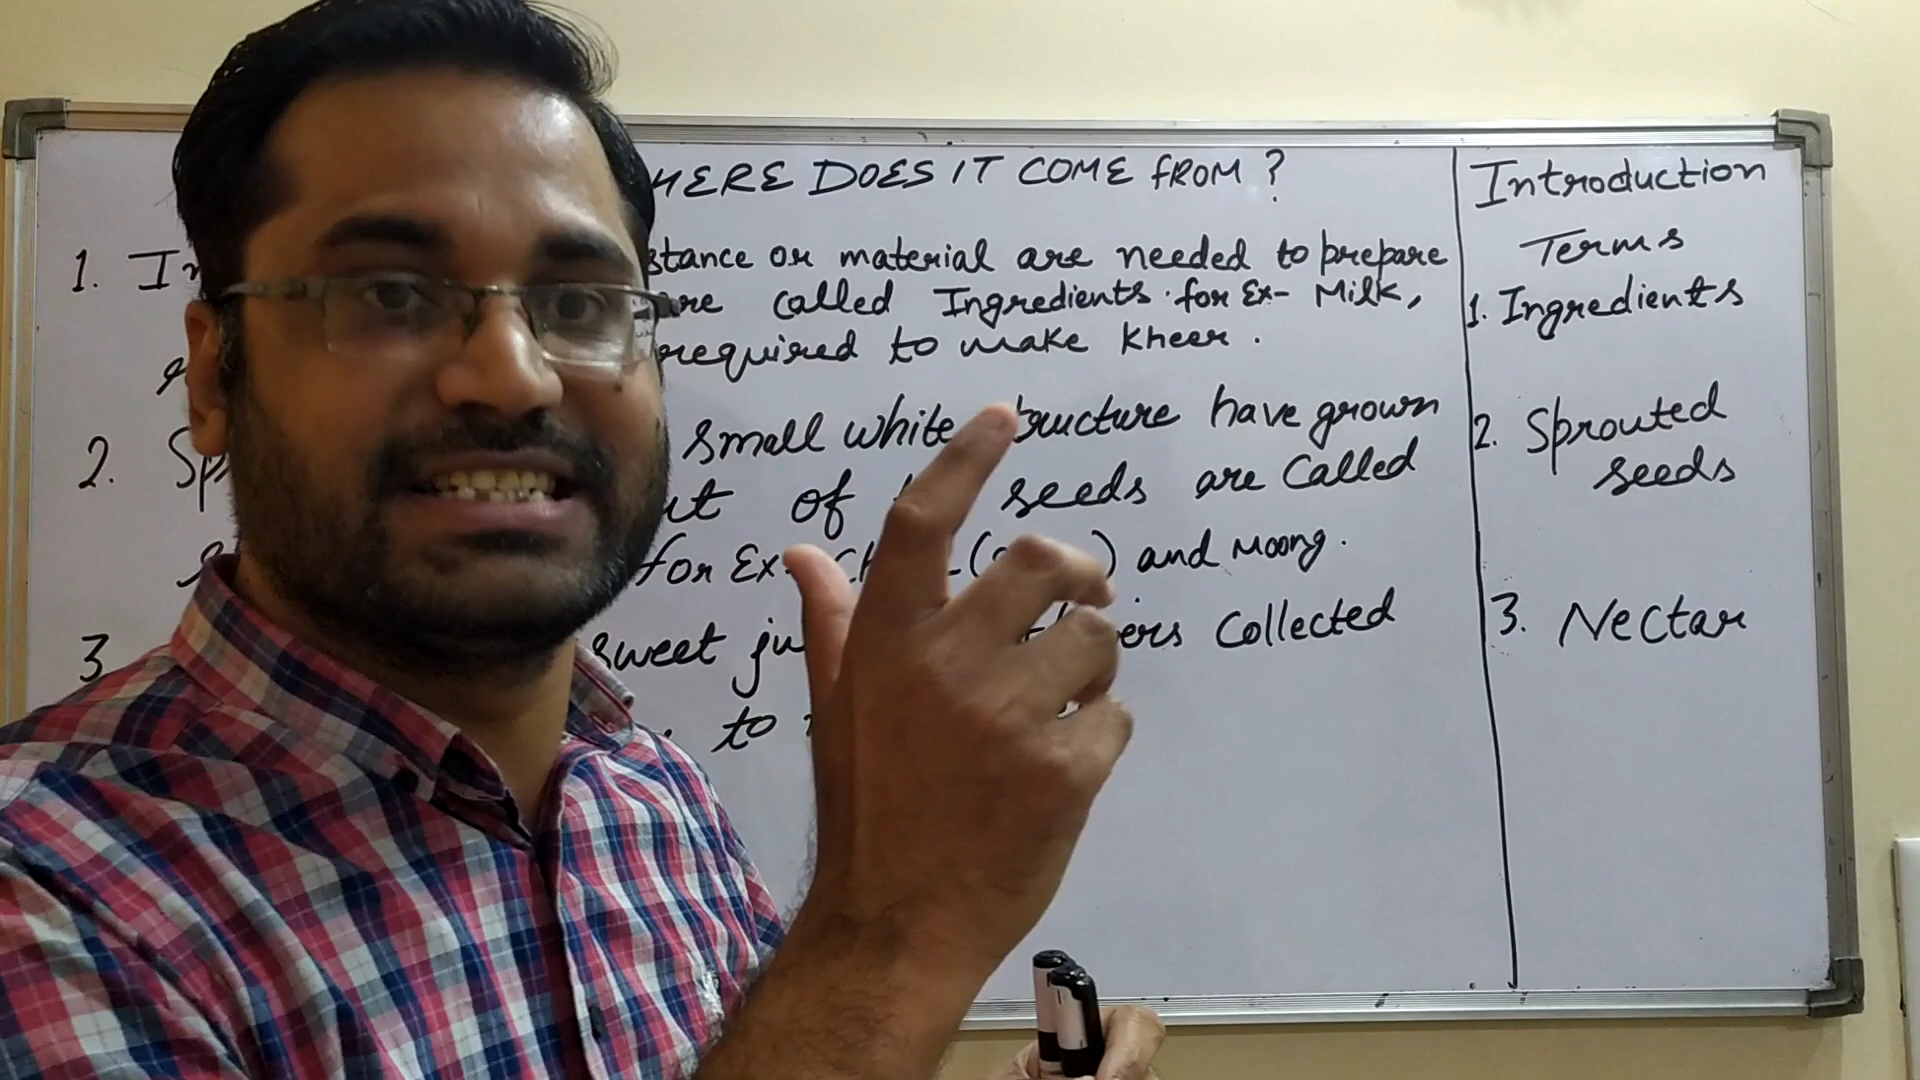 HERE DOES IT COME FROM ?
1. stance or material are needed to prepare
are called Ingredients. for Ex- Milk,
required to make kheer .
2. Sp small white structure have grown
ut of seeds are called
for Ex- and Moong .
3 sweet ju ers collected
to
Introduction
Terms
1. Ingredients
2. Sprouted
seeds
3. Nectar